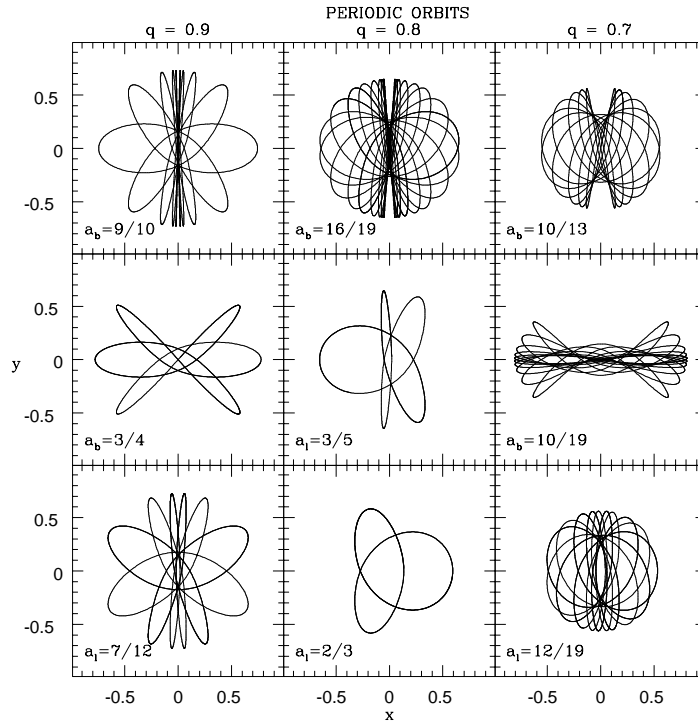 PERIODIC ORBITS
q = 0.9 q = 0.8 q = 0.7
0.5
0
-0.5
a_b=9/10 a_b=16/19 a_b=10/13
0.5
y 0
-0.5
a_b=3/4 a_l=3/5 a_b=10/19
0.5
0
-0.5
a_l=7/12 a_l=2/3 a_l=12/19
-0.5 0 0.5 -0.5 0 0.5 -0.5 0 0.5
x